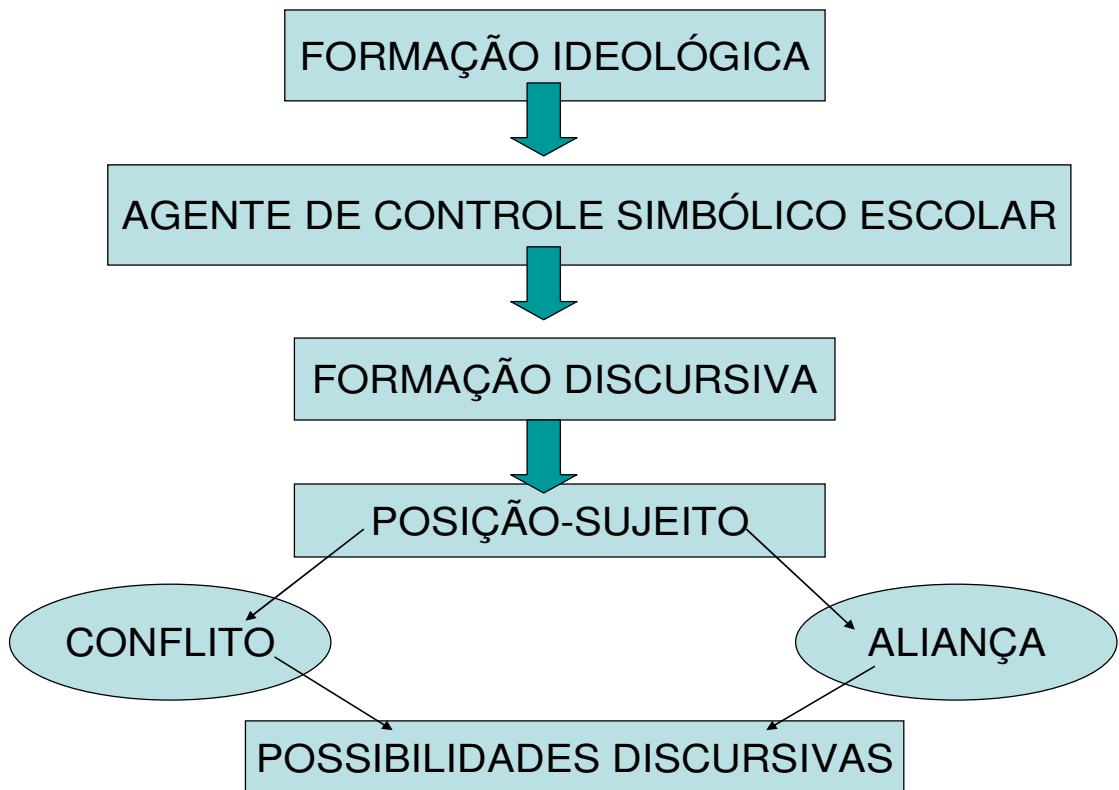 FORMAÇÃO IDEOLÓGICA
AGENTE DE CONTROLE SIMBÓLICO ESCOLAR
FORMAÇÃO DISCURSIVA
POSIÇÃO-SUJEITO
CONFLITO
ALIANÇA
POSSIBILIDADES DISCURSIVAS